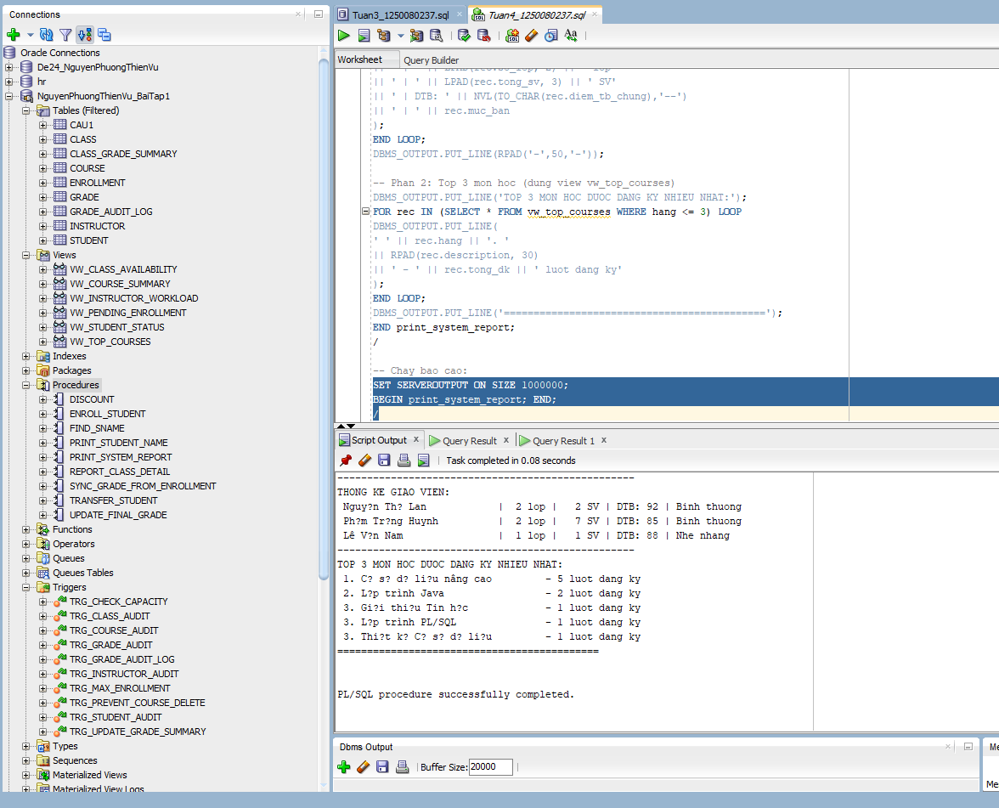 Connections
Oracle Connections
De24_NguyenPhuongThienVu
hr
NguyenPhuongThienVu_BaiTap1
Tables (Filtered)
CAU1
CLASS
CLASS_GRADE_SUMMARY
COURSE
ENROLLMENT
GRADE
GRADE_AUDIT_LOG
INSTRUCTOR
STUDENT
Views
VW_CLASS_AVAILABILITY
VW_COURSE_SUMMARY
VW_INSTRUCTOR_WORKLOAD
VW_PENDING_ENROLLMENT
VW_STUDENT_STATUS
VW_TOP_COURSES
Indexes
Packages
Procedures
DISCOUNT
ENROLL_STUDENT
FIND_SNAME
PRINT_STUDENT_NAME
PRINT_SYSTEM_REPORT
REPORT_CLASS_DETAIL
SYNC_GRADE_FROM_ENROLLMENT
TRANSFER_STUDENT
UPDATE_FINAL_GRADE
Functions
Operators
Queues
Queues Tables
Triggers
TRG_CHECK_CAPACITY
TRG_CLASS_AUDIT
TRG_COURSE_AUDIT
TRG_GRADE_AUDIT
TRG_GRADE_AUDIT_LOG
TRG_INSTRUCTOR_AUDIT
TRG_MAX_ENROLLMENT
TRG_PREVENT_COURSE_DELETE
TRG_STUDENT_AUDIT
TRG_UPDATE_GRADE_SUMMARY
Types
Sequences
Materialized Views
Materialized View Logs
Tuan3_1250080237.sql
Tuan4_1250080237.sql
Worksheet
Query Builder
|| ' | ' || LPAD(rec.tong_sv, 3) || ' SV'
|| ' | DTB: ' || NVL(TO_CHAR(rec.diem_tb_chung),'--')
|| ' | ' || rec.muc_ban
);
END LOOP;
DBMS_OUTPUT.PUT_LINE(RPAD('-',50,'-'));
-- Phan 2: Top 3 mon hoc (dung view vw_top_courses)
DBMS_OUTPUT.PUT_LINE('TOP 3 MON HOC DUOC DANG KY NHIEU NHAT:');
FOR rec IN (SELECT * FROM vw_top_courses WHERE hang <= 3) LOOP
DBMS_OUTPUT.PUT_LINE(
' ' || rec.hang || '. '
|| RPAD(rec.description, 30)
|| ' - ' || rec.tong_dk || ' luot dang ky'
);
END LOOP;
DBMS_OUTPUT.PUT_LINE('============================================');
END print_system_report;
/
-- Chay bao cao:
SET SERVEROUTPUT ON SIZE 1000000;
BEGIN print_system_report; END;
/
Script Output
Query Result
Query Result 1
Task completed in 0.08 seconds
--------------------------------------------------
THONG KE GIAO VIEN:
Nguy?n Th? Lan | 2 lop | 2 SV | DTB: 92 | Binh thuong
Ph?m Tr?ng Huynh | 2 lop | 7 SV | DTB: 85 | Binh thuong
Lê V?n Nam | 1 lop | 1 SV | DTB: 88 | Nhe nhang
--------------------------------------------------
TOP 3 MON HOC DUOC DANG KY NHIEU NHAT:
1. C? s? d? li?u nâng cao - 5 luot dang ky
2. L?p trình Java - 2 luot dang ky
3. Gi?i thi?u Tin h?c - 1 luot dang ky
3. L?p trình PL/SQL - 1 luot dang ky
3. Thi?t k? C? s? d? li?u - 1 luot dang ky
============================================
PL/SQL procedure successfully completed.
Dbms Output
Buffer Size: 20000